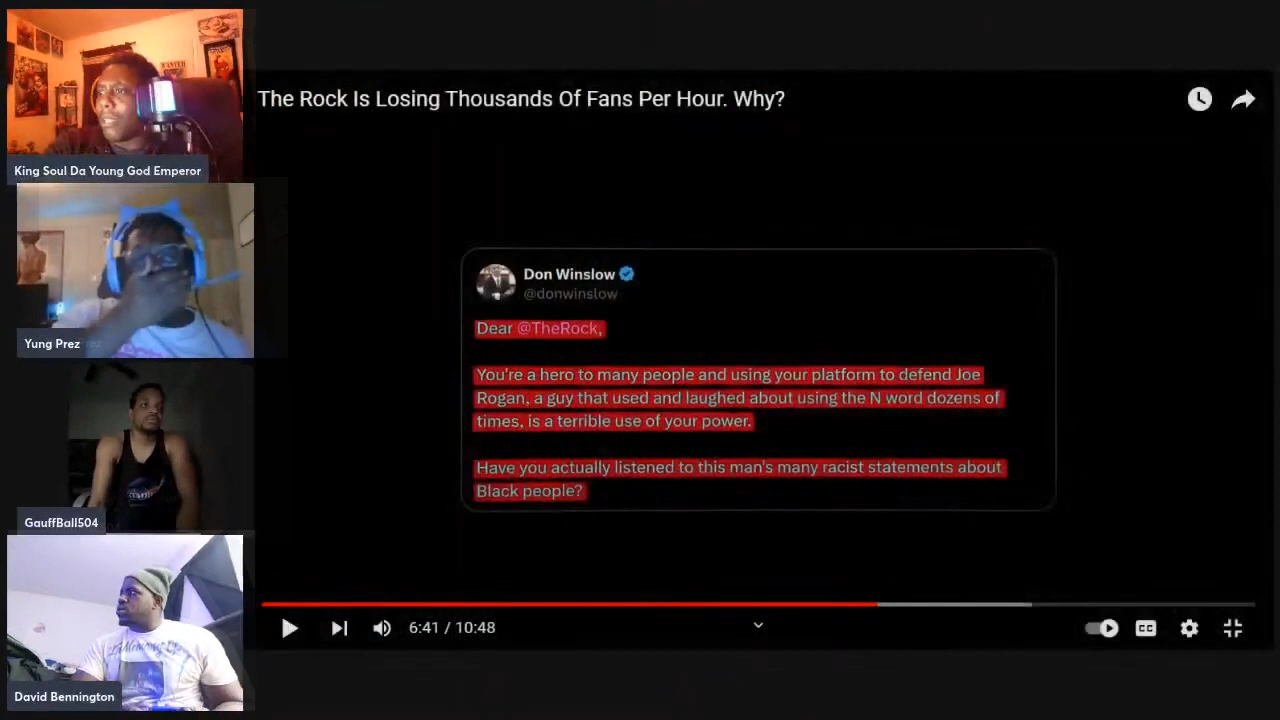 The Rock Is Losing Thousands Of Fans Per Hour. Why?
King Soul Da Young God Emperor
Yung Prez
GauffBall504
David Bennington
Don Winslow
@donwinslow
Dear @TheRock,
You're a hero to many people and using your platform to defend Joe
Rogan, a guy that used and laughed about using the N word dozens of
times, is a terrible use of your power.
Have you actually listened to this man's many racist statements about
Black people?
6:41 / 10:48
CC
WANTED